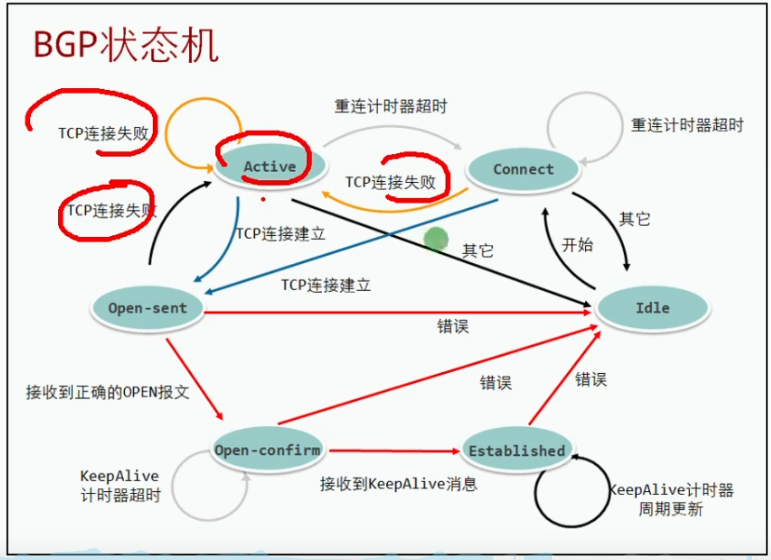 BGP状态机
重连计时器超时
重连计时器超时
TCP连接失败
Active
TCP连接失败
Connect
TCP连接失败
TCP连接建立
其它
其它
开始
TCP连接建立
Open-sent
Idle
错误
接收到正确的OPEN报文
错误
错误
Open-confirm
Established
KeepAlive
计时器超时
接收到KeepAlive消息
KeepAlive计时器
周期更新